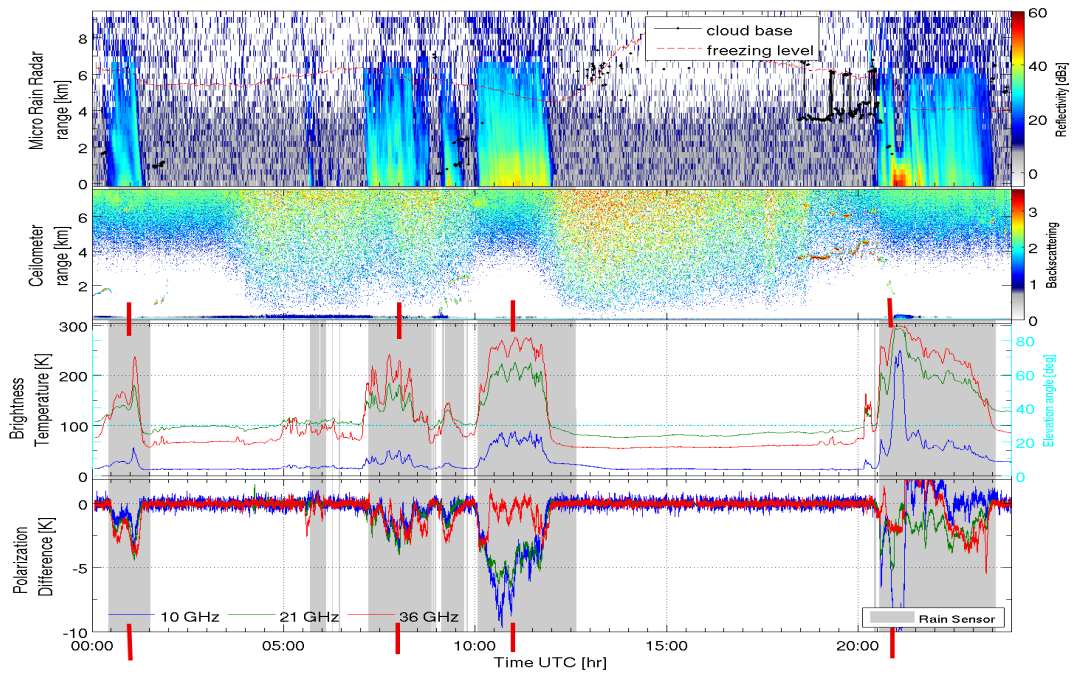 cloud base
freezing level
Micro Rain Radar
range [km]
8
6
4
2
0
60
40
20
0
Reflectivity [dBz]
Ceilometer
range [km]
6
4
2
3
2
1
0
Backscattering
Brightness
Temperature [K]
300
200
100
0
80
60
40
20
0
Elevation angle [deg]
Polarization
Difference [K]
0
-5
-10
10 GHz
21 GHz
36 GHz
Rain Sensor
00:00
05:00
10:00
15:00
20:00
Time UTC [hr]